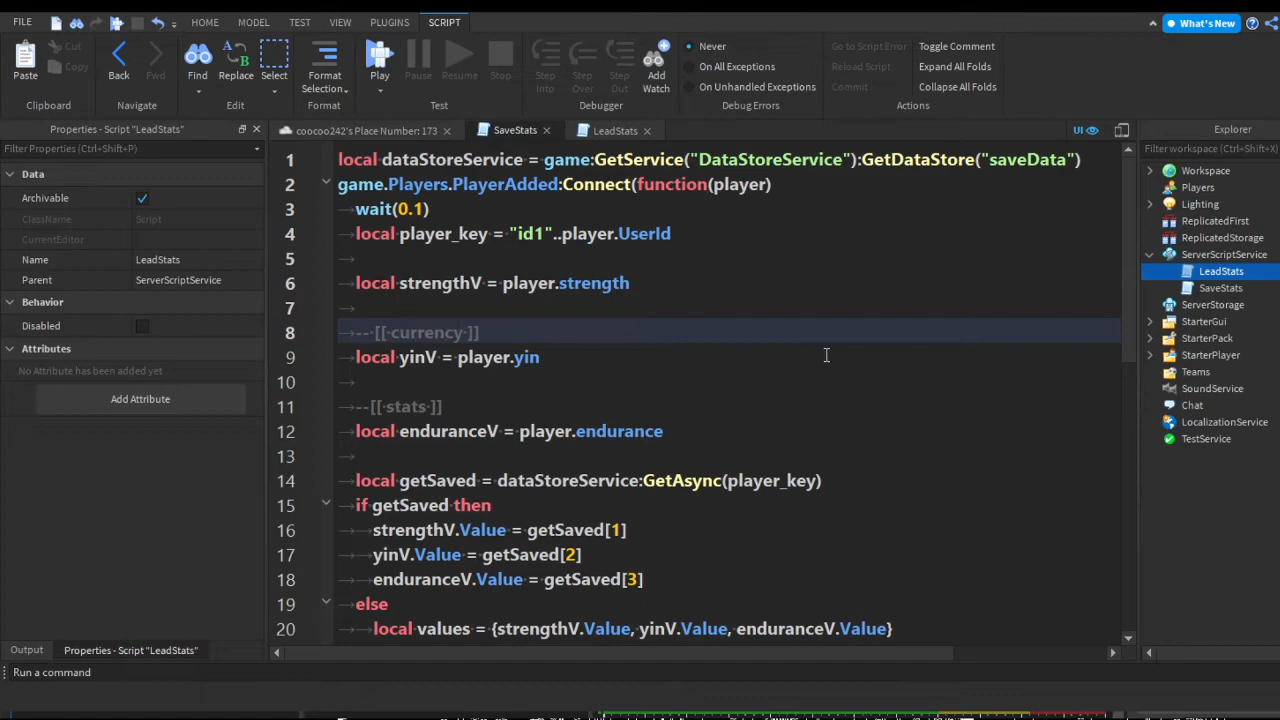 FILE HOME MODEL TEST VIEW PLUGINS SCRIPT What's New
Paste Cut Copy Back Fwd Find Replace Select Format Selection Play Pause Resume Stop Step Into Step Over Step Out Add Watch
Never
On All Exceptions
On Unhandled Exceptions
Go to Script Error
Reload Script
Commit
Toggle Comment
Expand All Folds
Collapse All Folds
Clipboard Navigate Edit Format Test Debugger Debug Errors Actions
Properties - Script "LeadStats"
Filter Properties (Ctrl+Shift+P)
Data
Archivable
ClassName Script
CurrentEditor
Name LeadStats
Parent ServerScriptService
Behavior
Disabled
Attributes
No Attribute has been added yet
Add Attribute
Output Properties - Script "LeadStats"
Run a command
coocoo242's Place Number: 173 SaveStats LeadStats UI
1 local dataStoreService = game:GetService("DataStoreService"):GetDataStore("saveData")
2 game.Players.PlayerAdded:Connect(function(player)
3 wait(0.1)
4 local player_key = "id1"..player.UserId
5
6 local strengthV = player.strength
7
8 -- [[ currency ]]
9 local yinV = player.yin
10
11 --[[ stats ]]
12 local enduranceV = player.endurance
13
14 local getSaved = dataStoreService:GetAsync(player_key)
15 if getSaved then
16 strengthV.Value = getSaved[1]
17 yinV.Value = getSaved[2]
18 enduranceV.Value = getSaved[3]
19 else
20 local values = {strengthV.Value, yinV.Value, enduranceV.Value}
Explorer
Filter workspace (Ctrl+Shift+X)
Workspace
Players
Lighting
ReplicatedFirst
ReplicatedStorage
ServerScriptService
LeadStats
SaveStats
ServerStorage
StarterGui
StarterPack
StarterPlayer
Teams
SoundService
Chat
LocalizationService
TestService